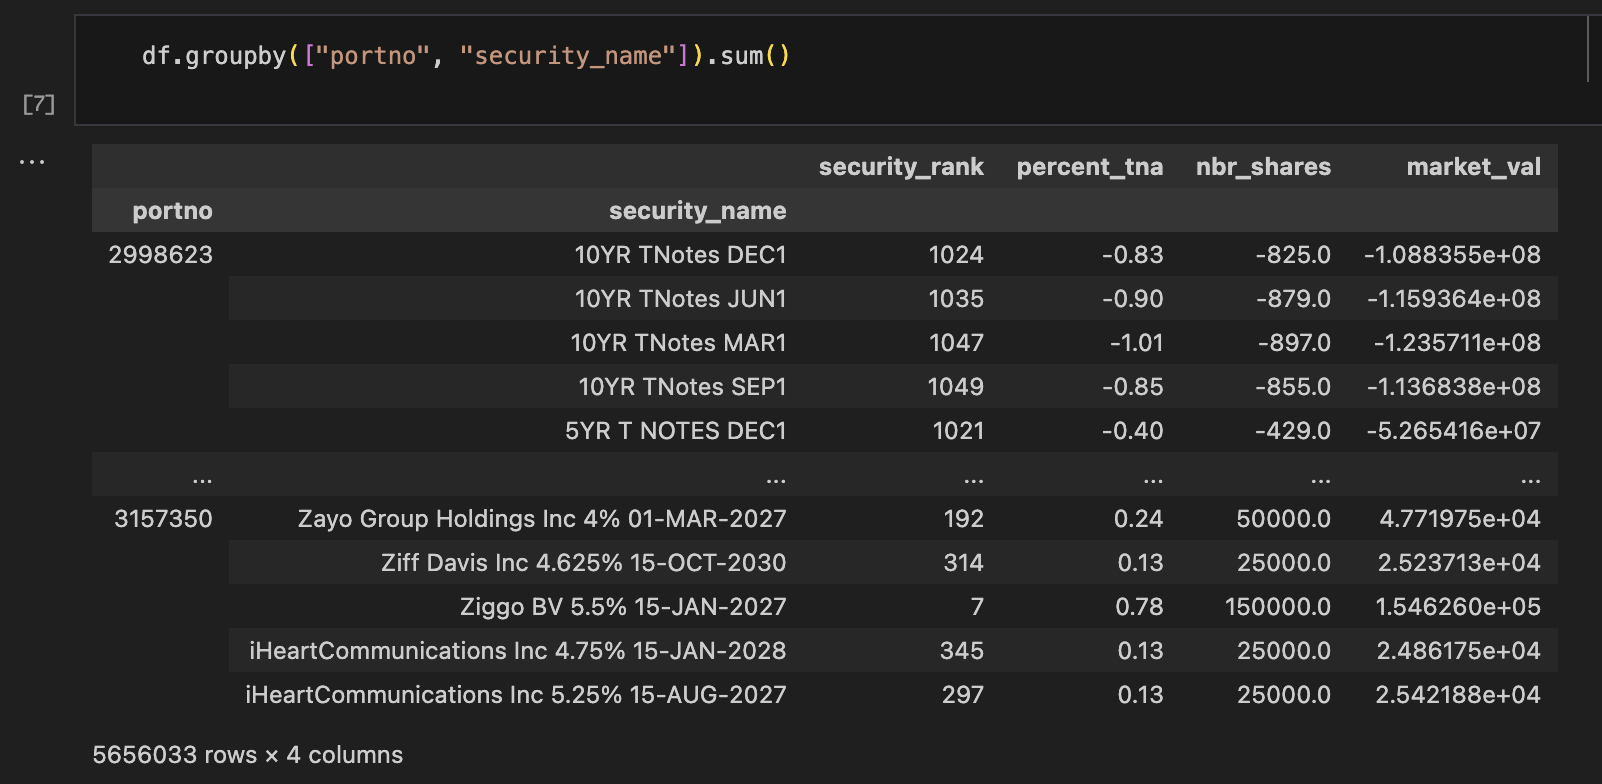 df.groupby(["portno", "security_name"]).sum()
[7]
...
security_rank percent_tna nbr_shares market_val
portno security_name
2998623 10YR TNotes DEC1 1024 -0.83 -825.0 -1.088355e+08
10YR TNotes JUN1 1035 -0.90 -879.0 -1.159364e+08
10YR TNotes MAR1 1047 -1.01 -897.0 -1.235711e+08
10YR TNotes SEP1 1049 -0.85 -855.0 -1.136838e+08
5YR T NOTES DEC1 1021 -0.40 -429.0 -5.265416e+07
... ... ... ... ... ...
3157350 Zayo Group Holdings Inc 4% 01-MAR-2027 192 0.24 50000.0 4.771975e+04
Ziff Davis Inc 4.625% 15-OCT-2030 314 0.13 25000.0 2.523713e+04
Ziggo BV 5.5% 15-JAN-2027 7 0.78 150000.0 1.546260e+05
iHeartCommunications Inc 4.75% 15-JAN-2028 345 0.13 25000.0 2.486175e+04
iHeartCommunications Inc 5.25% 15-AUG-2027 297 0.13 25000.0 2.542188e+04
5656033 rows × 4 columns